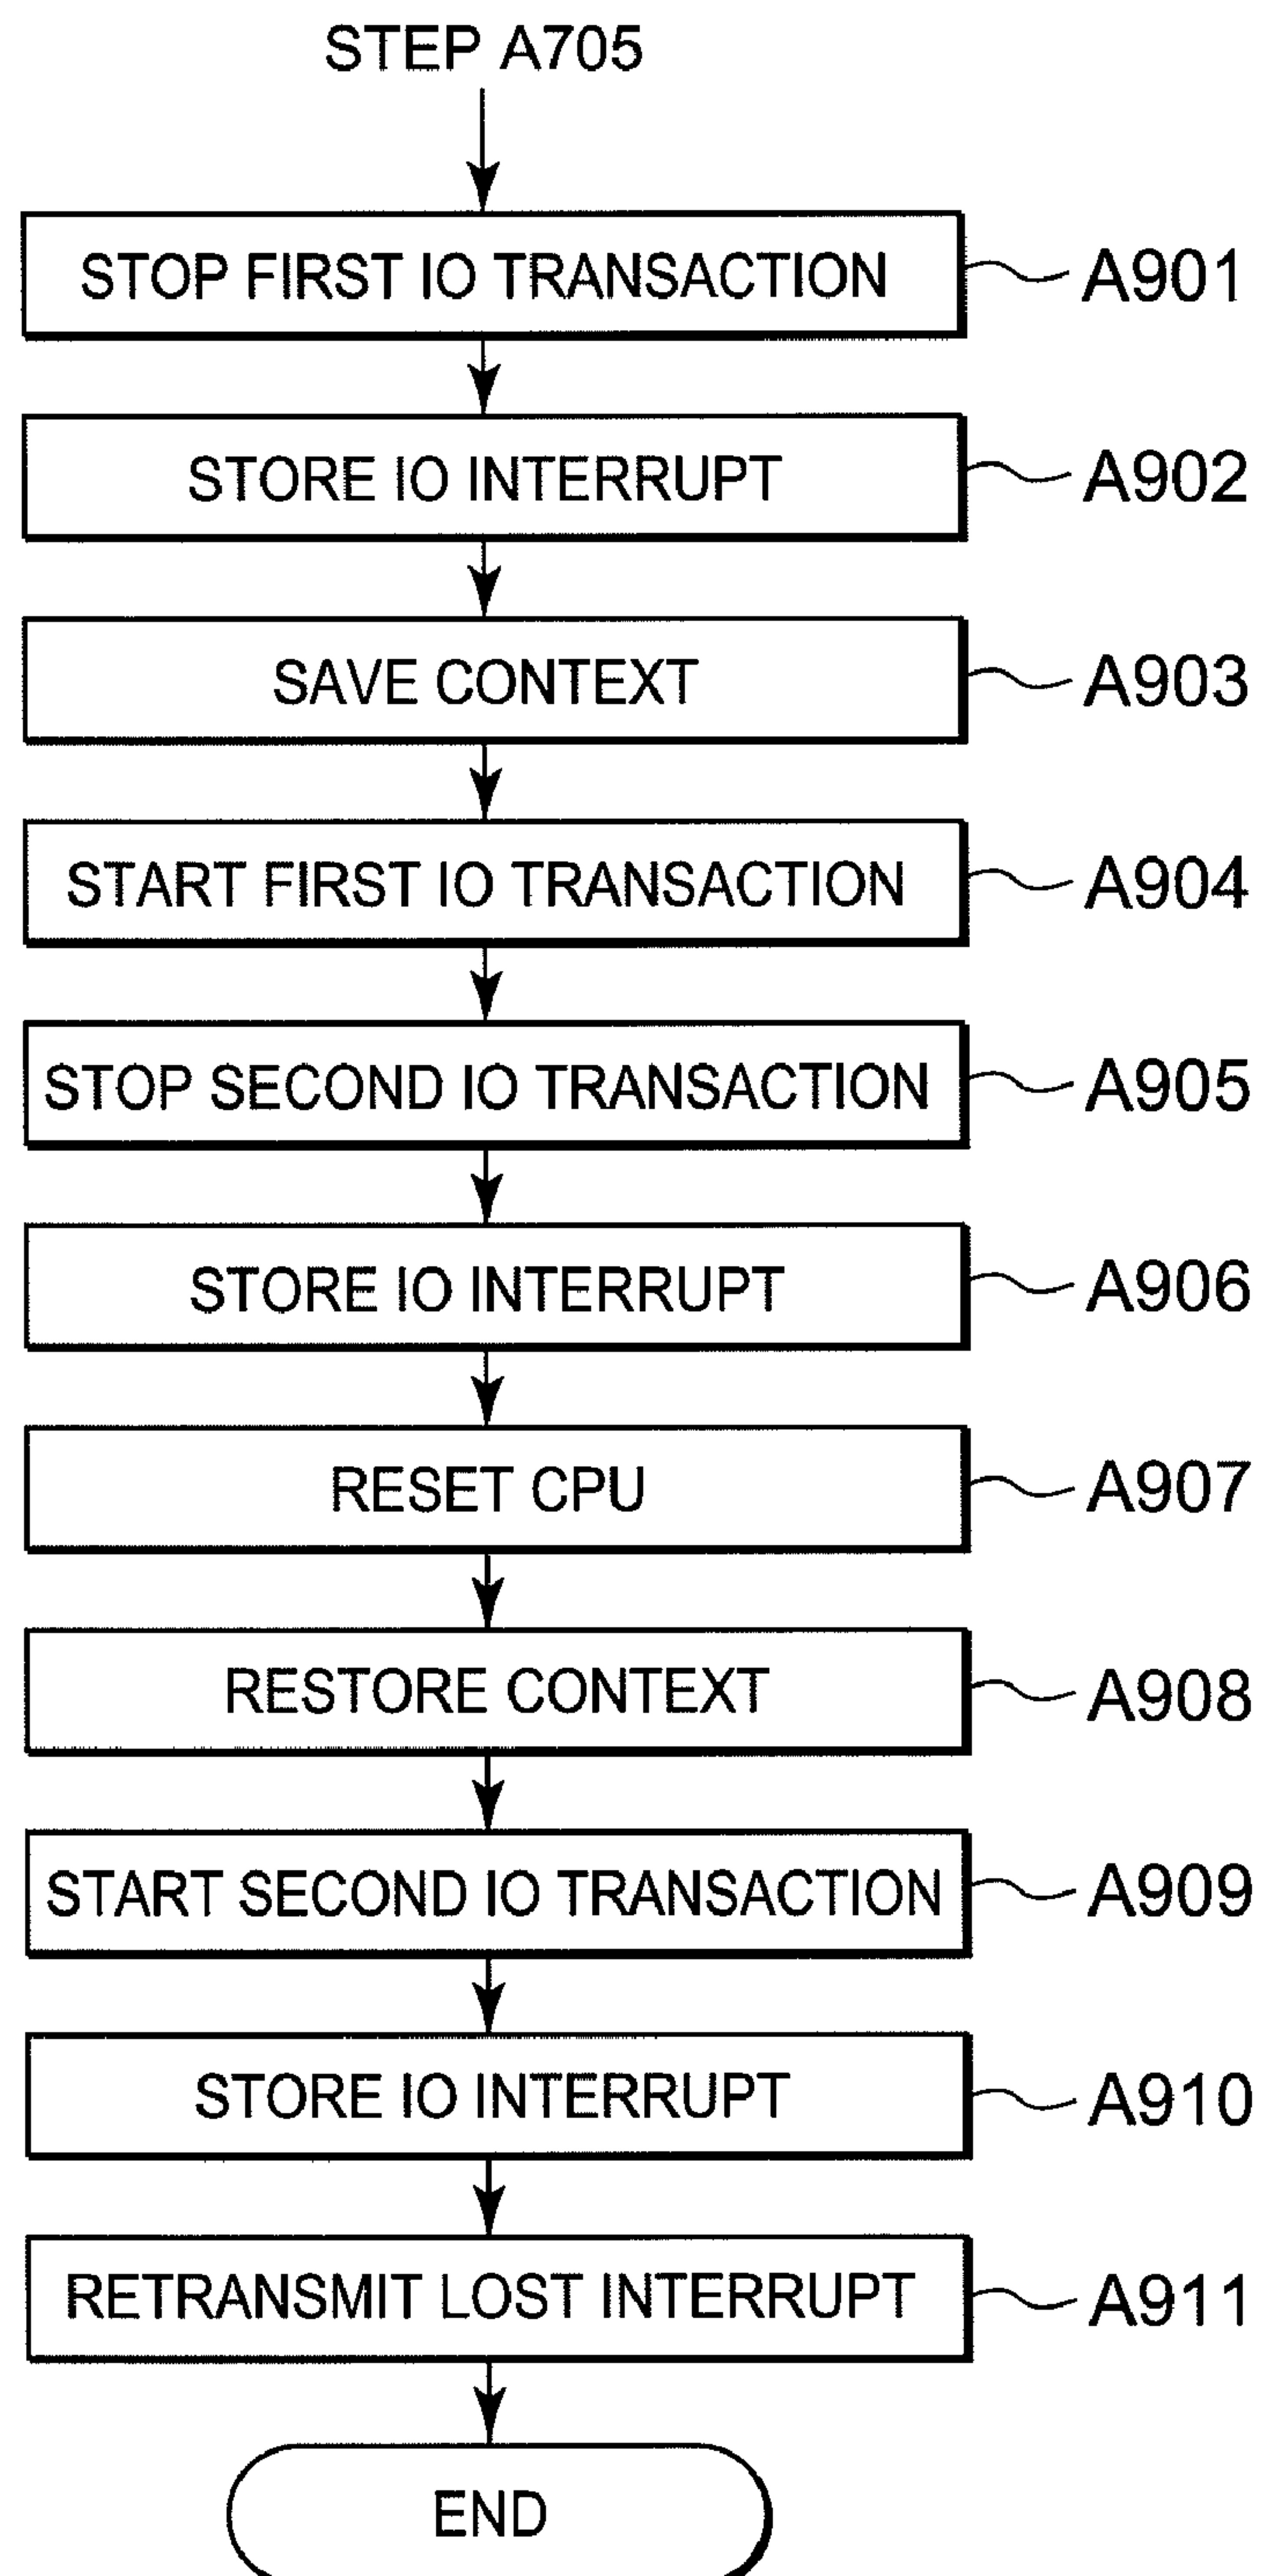 STEP A705
STOP FIRST IO TRANSACTION
A901
STORE IO INTERRUPT
A902
SAVE CONTEXT
A903
START FIRST IO TRANSACTION
A904
STOP SECOND IO TRANSACTION
A905
STORE IO INTERRUPT
A906
RESET CPU
A907
RESTORE CONTEXT
A908
START SECOND IO TRANSACTION
A909
STORE IO INTERRUPT
A910
RETRANSMIT LOST INTERRUPT
A911
END